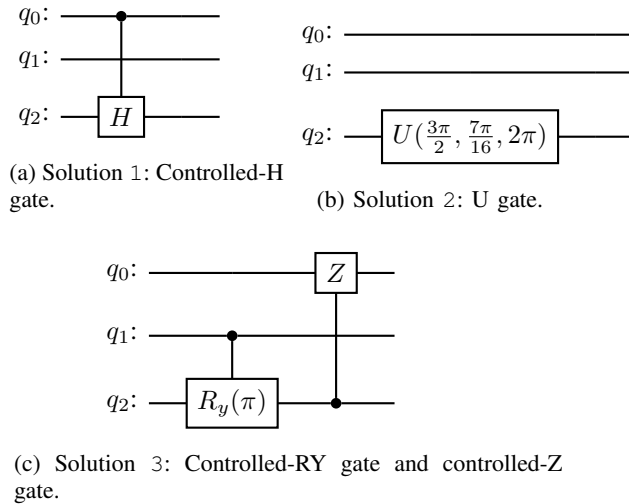 q₀:
q₁:
q₂: H
(a) Solution 1: Controlled-H
gate.
q₀:
q₁:
q₂: U(3π/2, 7π/16, 2π)
(b) Solution 2: U gate.
q₀: Z
q₁:
q₂: R_y(π)
(c) Solution 3: Controlled-RY gate and controlled-Z
gate.